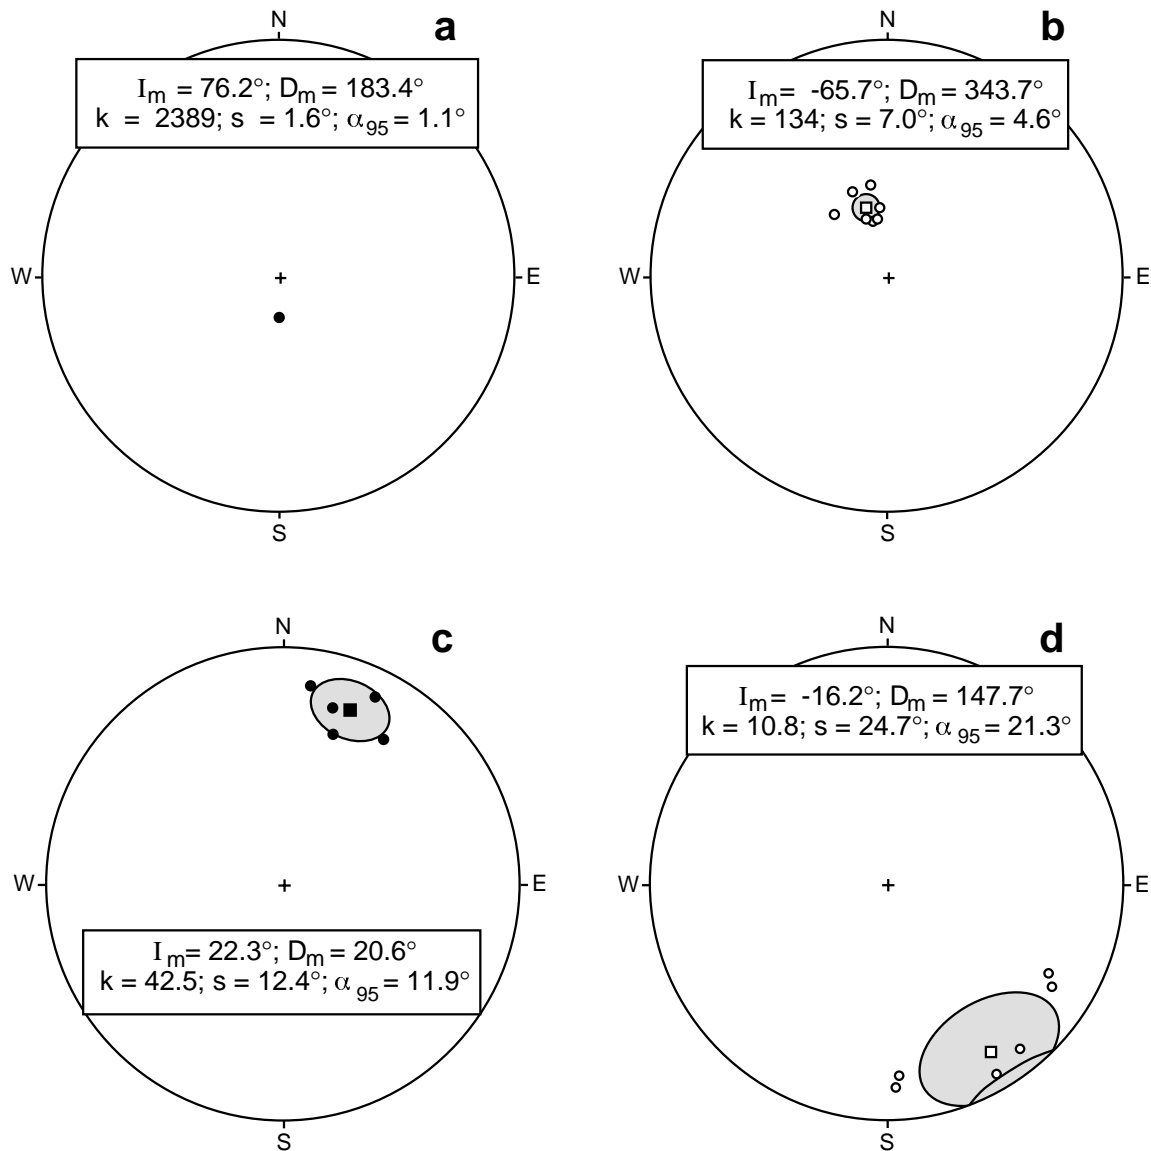 N
a
I_m = 76.2°; D_m = 183.4°
k = 2389; s = 1.6°; α_95 = 1.1°
W
E
S
N
b
I_m = -65.7°; D_m = 343.7°
k = 134; s = 7.0°; α_95 = 4.6°
W
E
S
N
c
W
E
I_m = 22.3°; D_m = 20.6°
k = 42.5; s = 12.4°; α_95 = 11.9°
S
N
d
I_m = -16.2°; D_m = 147.7°
k = 10.8; s = 24.7°; α_95 = 21.3°
W
E
S